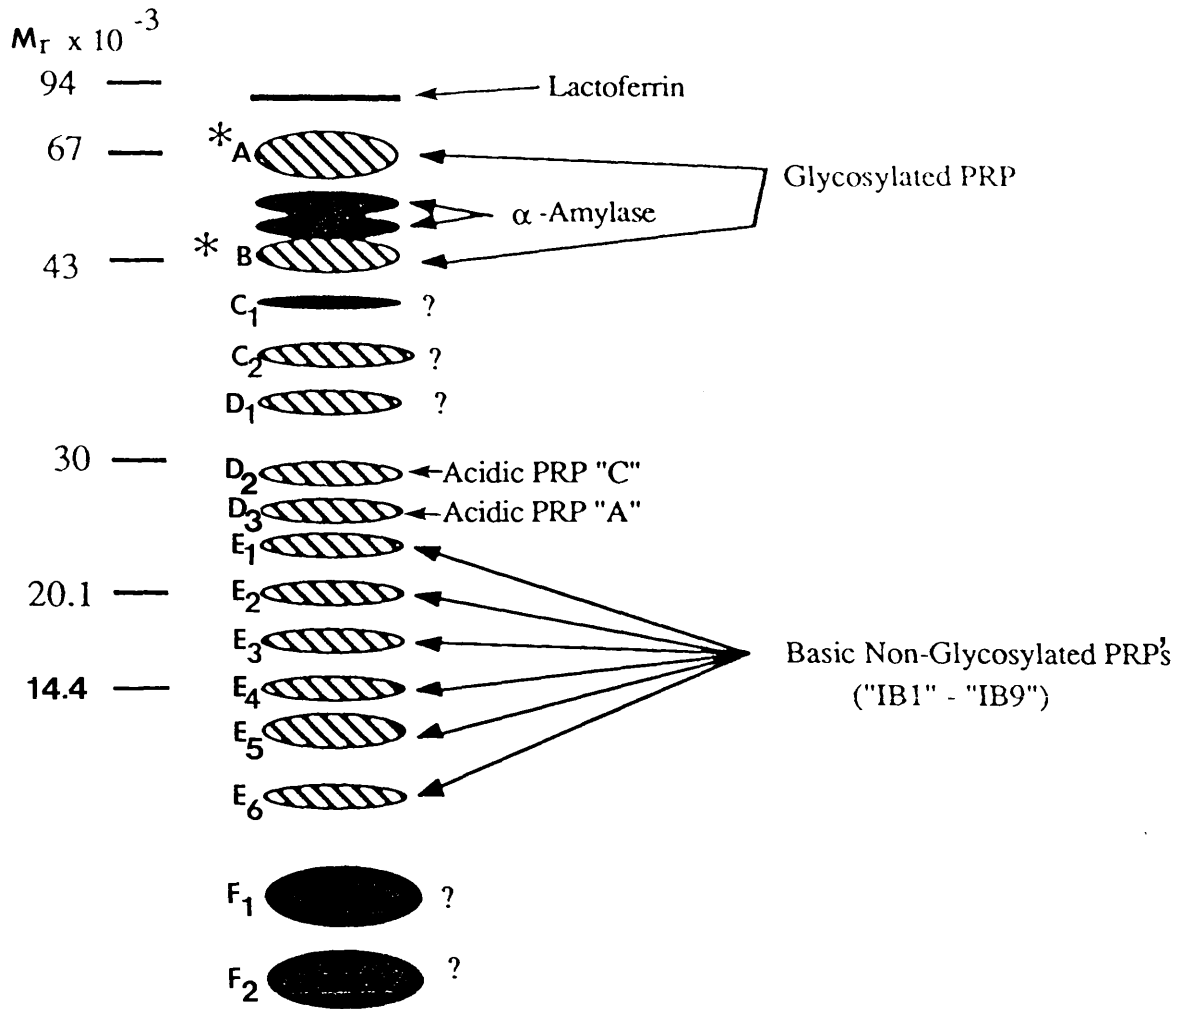 Mr x 10 -3
94
Lactoferrin
67
* A
Glycosylated PRP
α -Amylase
43
* B
C1 ?
C2 ?
D1 ?
30
D2 Acidic PRP "C"
D3 Acidic PRP "A"
E1
20.1
E2
E3
Basic Non-Glycosylated PRP's
14.4
E4
("IB1" - "IB9")
E5
E6
F1 ?
F2 ?